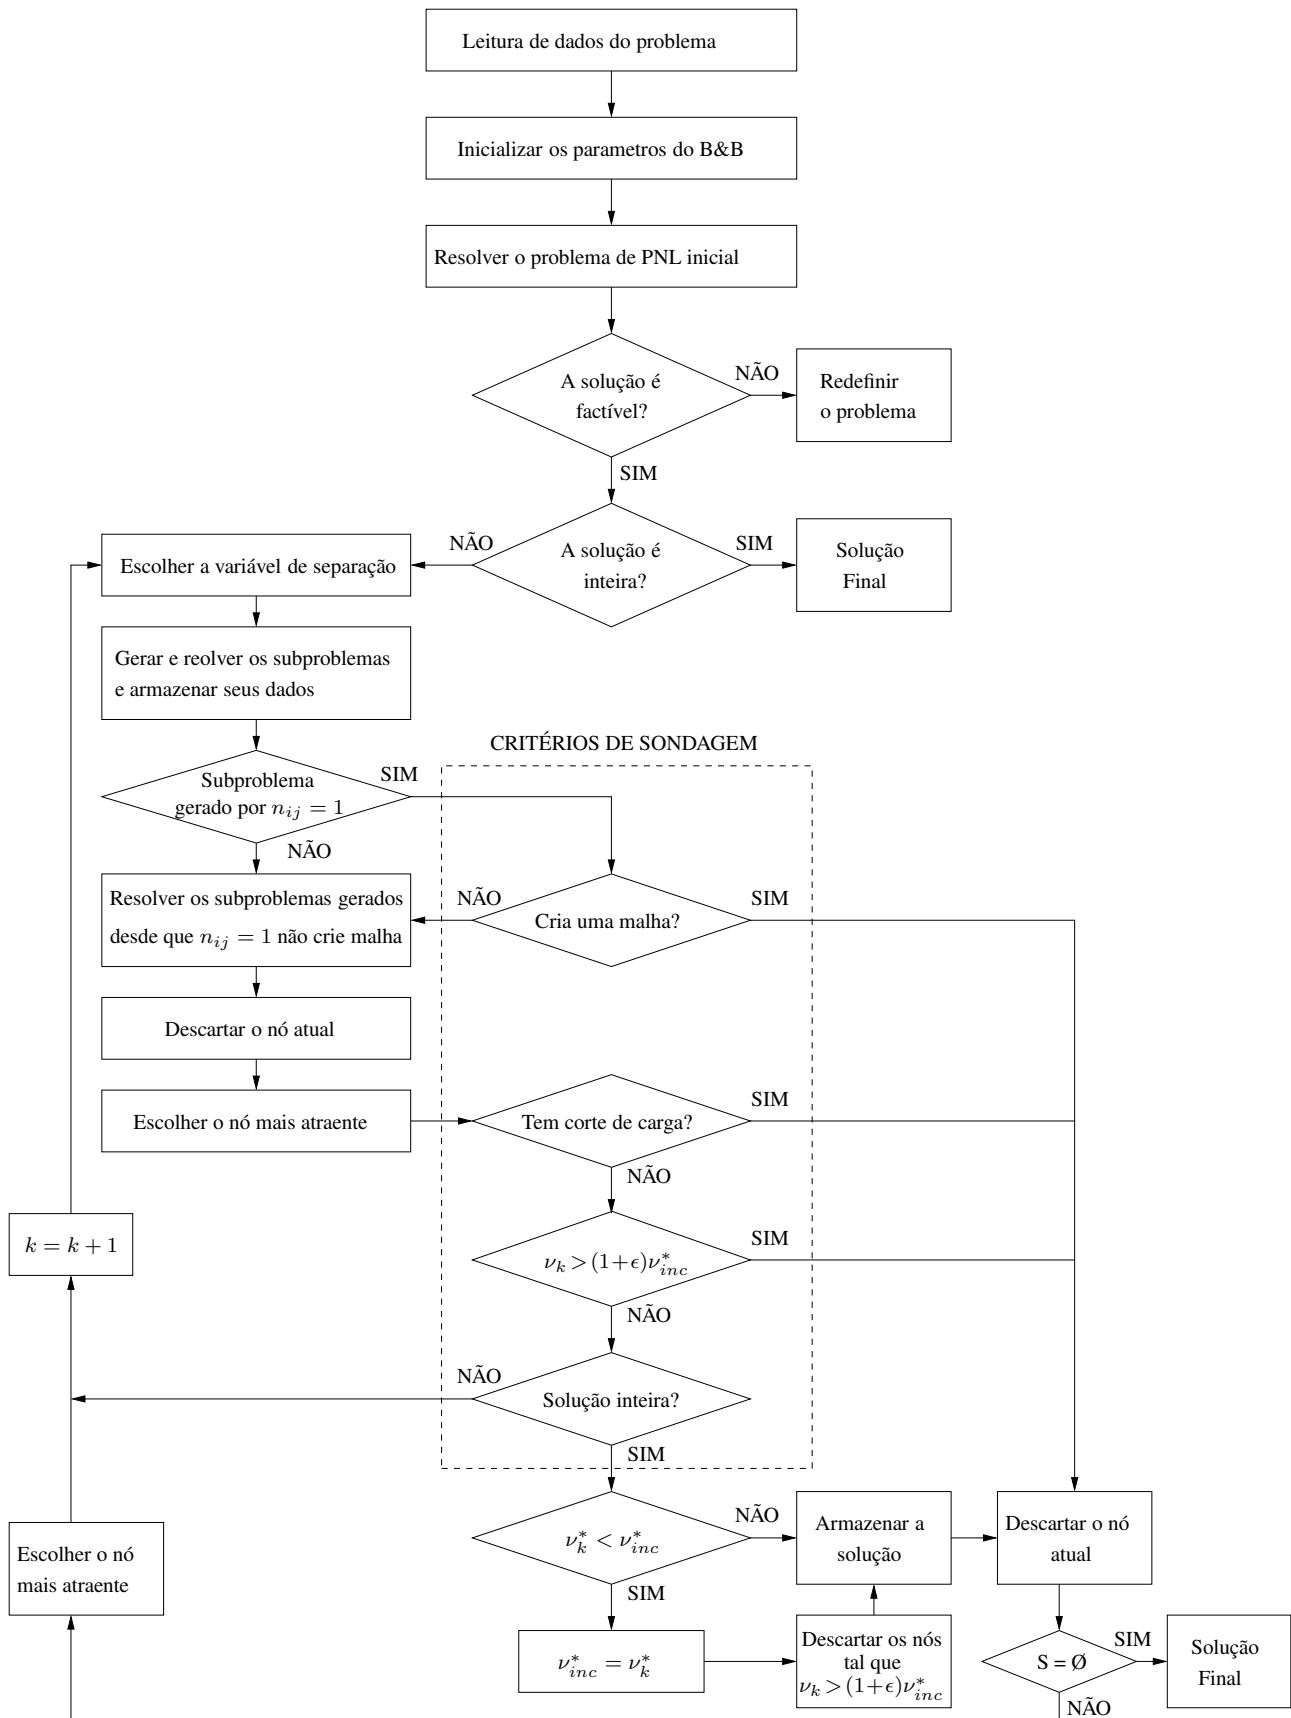 Leitura de dados do problema
Inicializar os parametros do B&B
Resolver o problema de PNL inicial
A solução é
factível?
NÃO
Redefinir
o problema
SIM
A solução é
inteira?
NÃO
SIM
Solução
Final
Escolher a variável de separação
Gerar e reolver os subproblemas
e armazenar seus dados
CRITÉRIOS DE SONDAGEM
Subproblema
gerado por n_{ij} = 1
SIM
NÃO
Resolver os subproblemas gerados
desde que n_{ij} = 1 não crie malha
NÃO
Cria uma malha?
SIM
Descartar o nó atual
Escolher o nó mais atraente
Tem corte de carga?
SIM
NÃO
k = k + 1
ν_k > (1+ϵ)ν*_{inc}
SIM
NÃO
NÃO
Solução inteira?
SIM
ν*_k < ν*_{inc}
NÃO
SIM
Armazenar a
solução
Descartar o nó
atual
Escolher o nó
mais atraente
ν*_{inc} = ν*_k
Descartar os nós
tal que
ν_k > (1+ϵ)ν*_{inc}
S = Ø
SIM
NÃO
Solução
Final